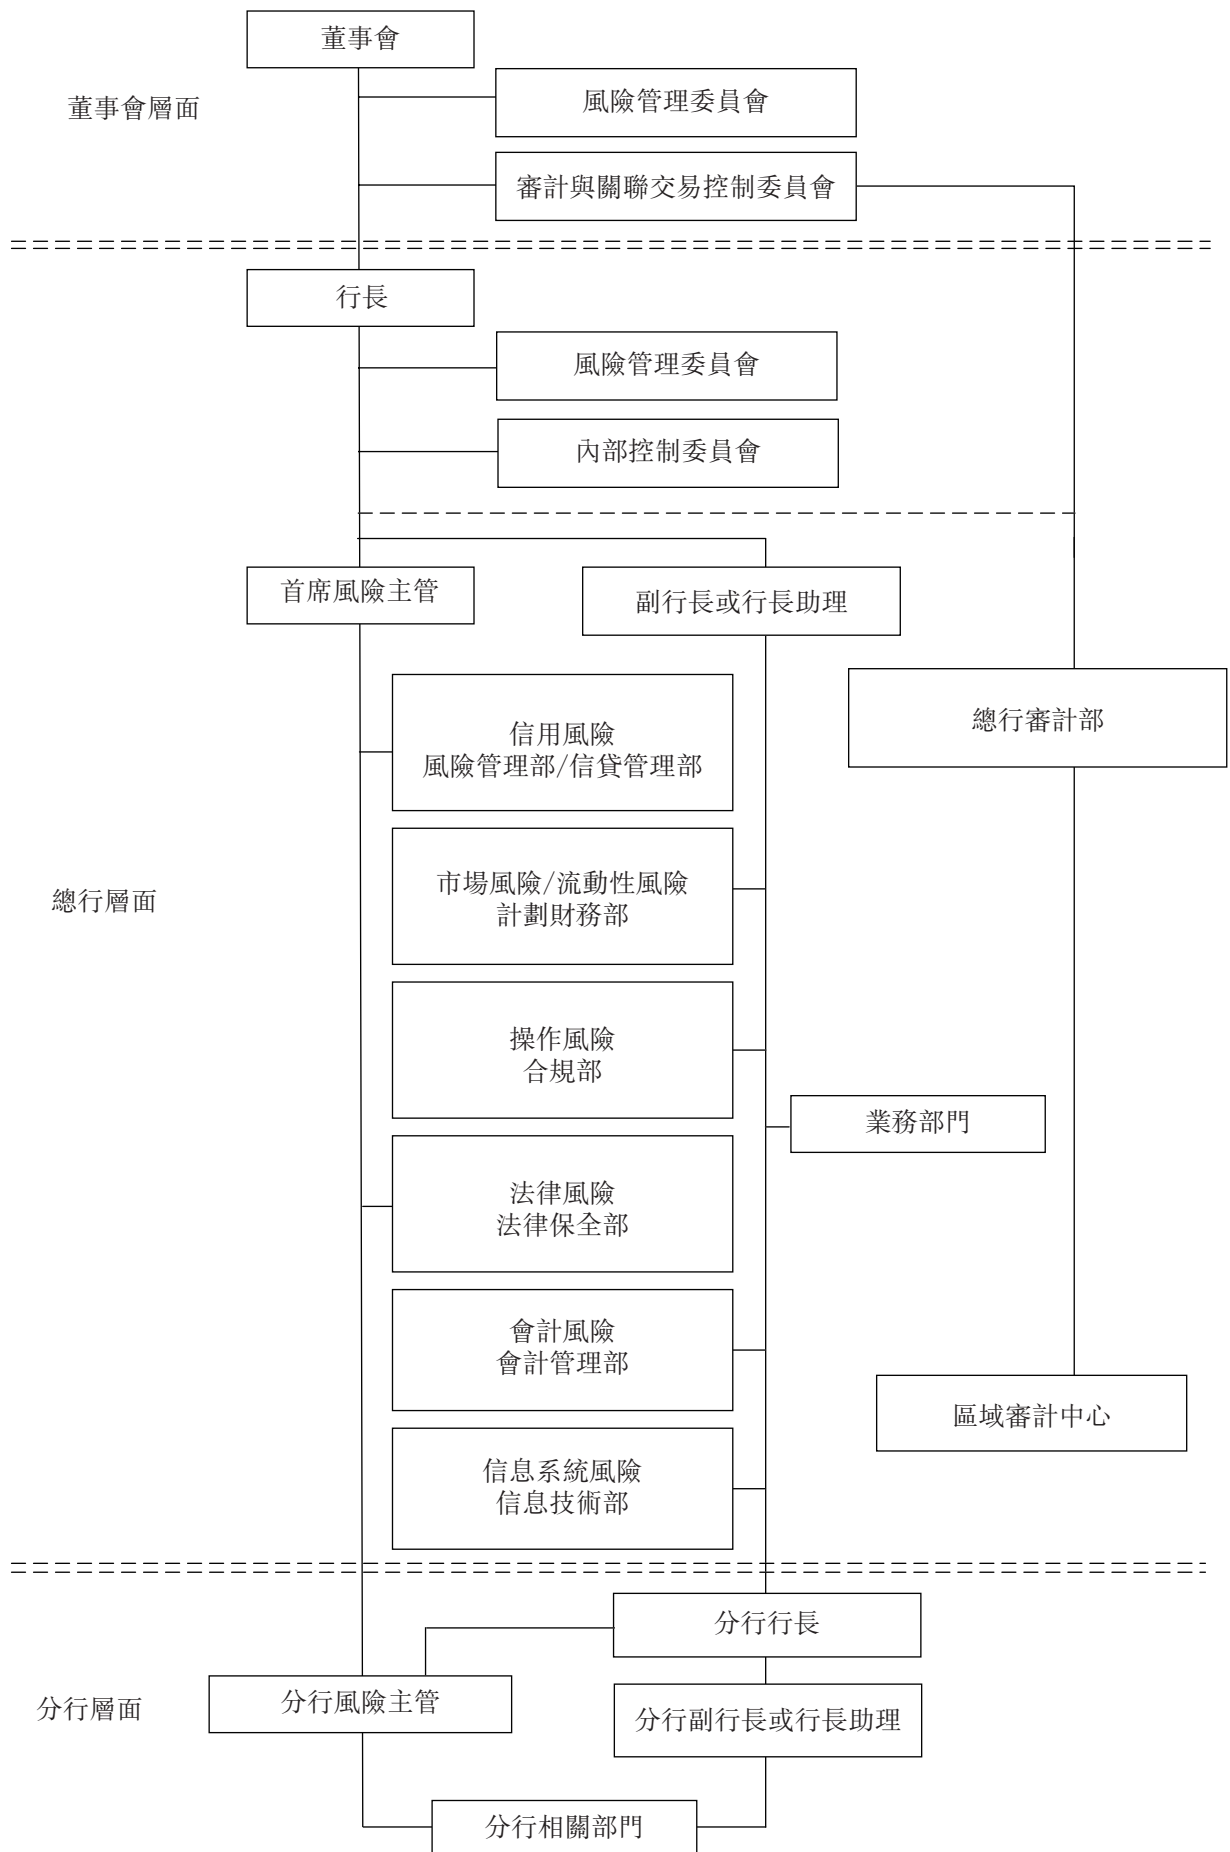 董事會
風險管理委員會
董事會層面
審計與關聯交易控制委員會
行長
風險管理委員會
內部控制委員會
首席風險主管
副行長或行長助理
總行審計部
信用風險
風險管理部/信貸管理部
市場風險/流動性風險
計劃財務部
總行層面
操作風險
合規部
業務部門
法律風險
法律保全部
會計風險
會計管理部
區域審計中心
信息系統風險
信息技術部
分行行長
分行層面
分行風險主管
分行副行長或行長助理
分行相關部門